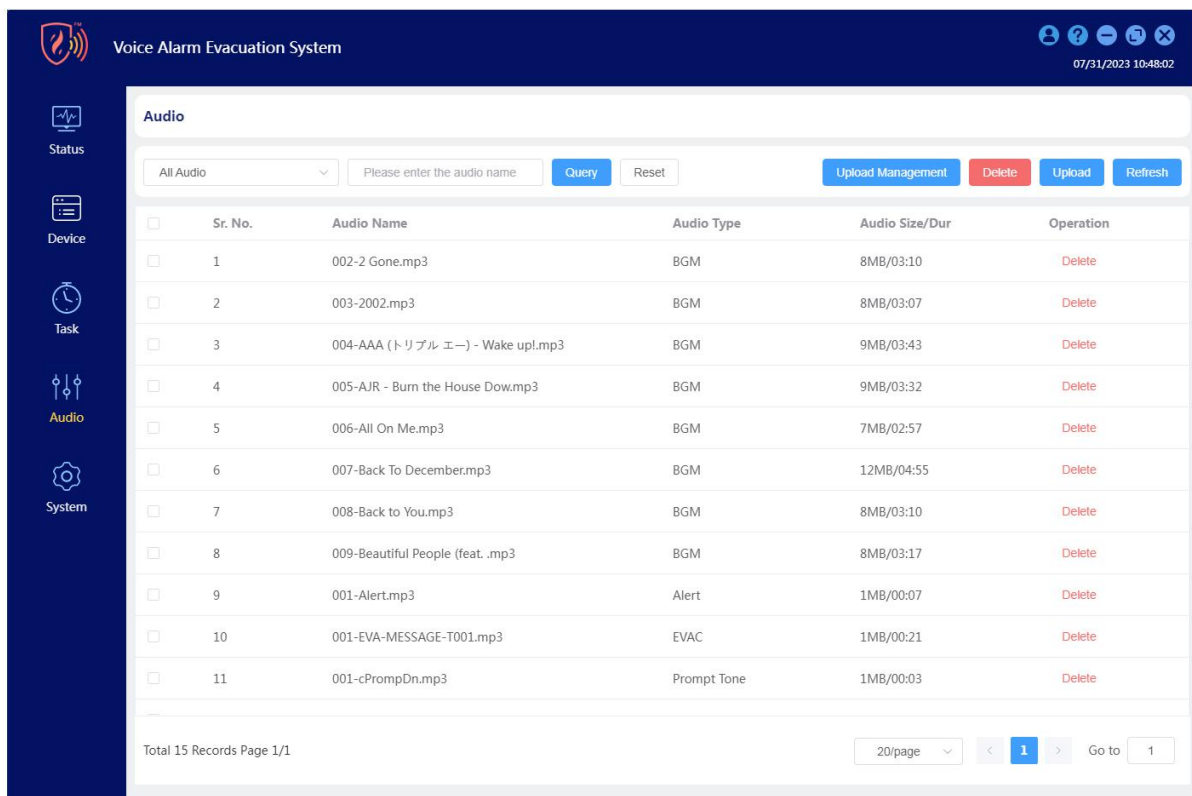 TM
Voice Alarm Evacuation System
07/31/2023 10:48:02
Status
Device
Task
Audio
System
Audio
All Audio Please enter the audio name Query Reset Upload Management Delete Upload Refresh
Sr. No. Audio Name Audio Type Audio Size/Dur Operation
1 002-2 Gone.mp3 BGM 8MB/03:10 Delete
2 003-2002.mp3 BGM 8MB/03:07 Delete
3 004-AAA (トリプル エー) - Wake up!.mp3 BGM 9MB/03:43 Delete
4 005-AJR - Burn the House Dow.mp3 BGM 9MB/03:32 Delete
5 006-All On Me.mp3 BGM 7MB/02:57 Delete
6 007-Back To December.mp3 BGM 12MB/04:55 Delete
7 008-Back to You.mp3 BGM 8MB/03:10 Delete
8 009-Beautiful People (feat. .mp3 BGM 8MB/03:17 Delete
9 001-Alert.mp3 Alert 1MB/00:07 Delete
10 001-EVA-MESSAGE-T001.mp3 EVAC 1MB/00:21 Delete
11 001-cPrompDn.mp3 Prompt Tone 1MB/00:03 Delete
Total 15 Records Page 1/1 20/page < 1 > Go to 1